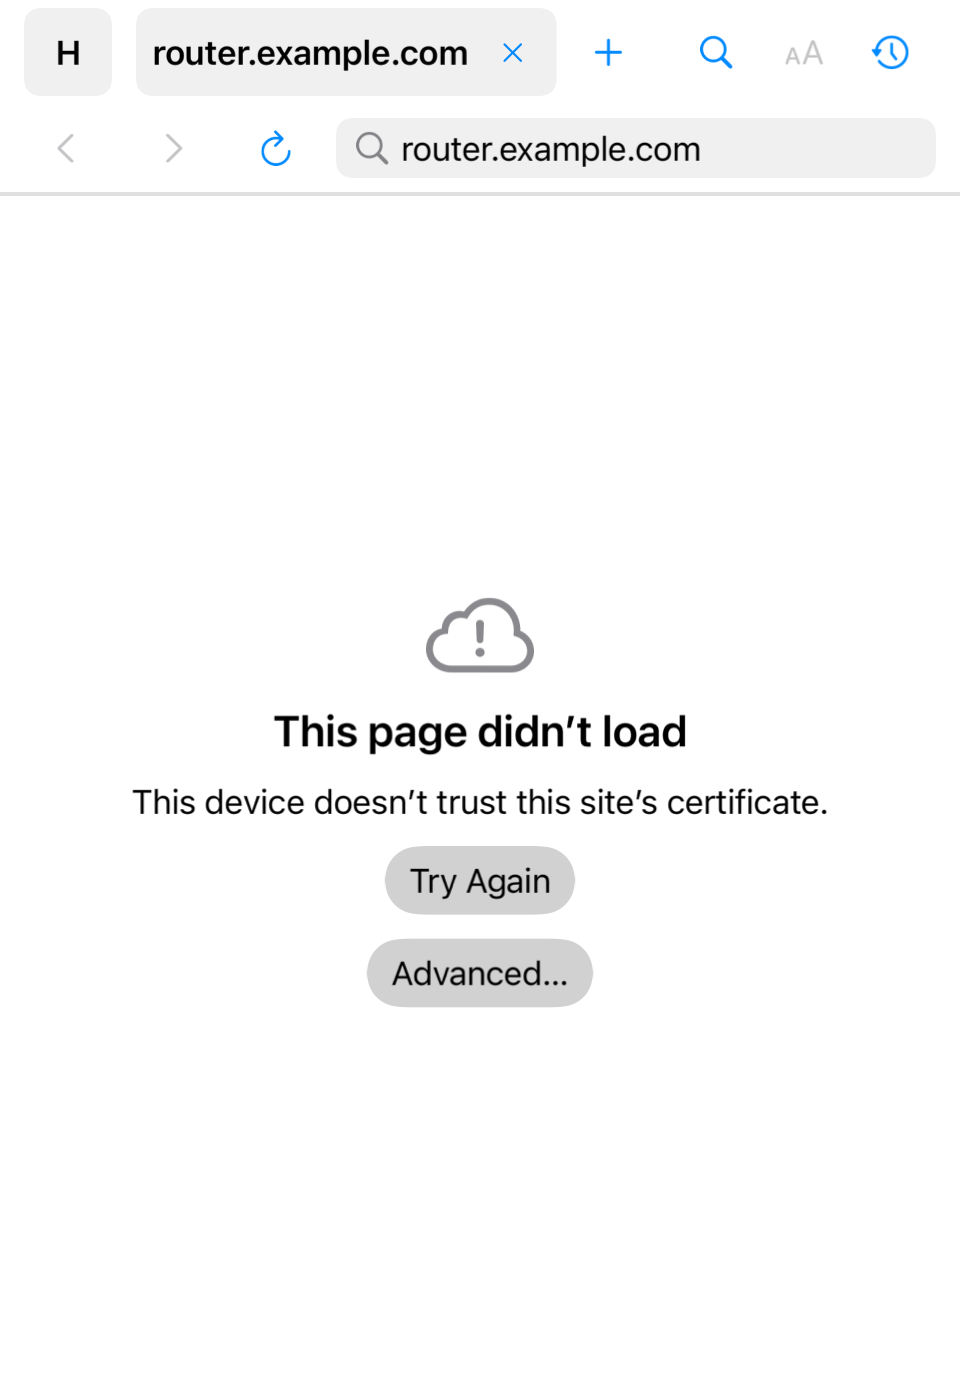 H
router.example.com
AA
router.example.com
This page didn’t load
This device doesn’t trust this site’s certificate.
Try Again
Advanced...